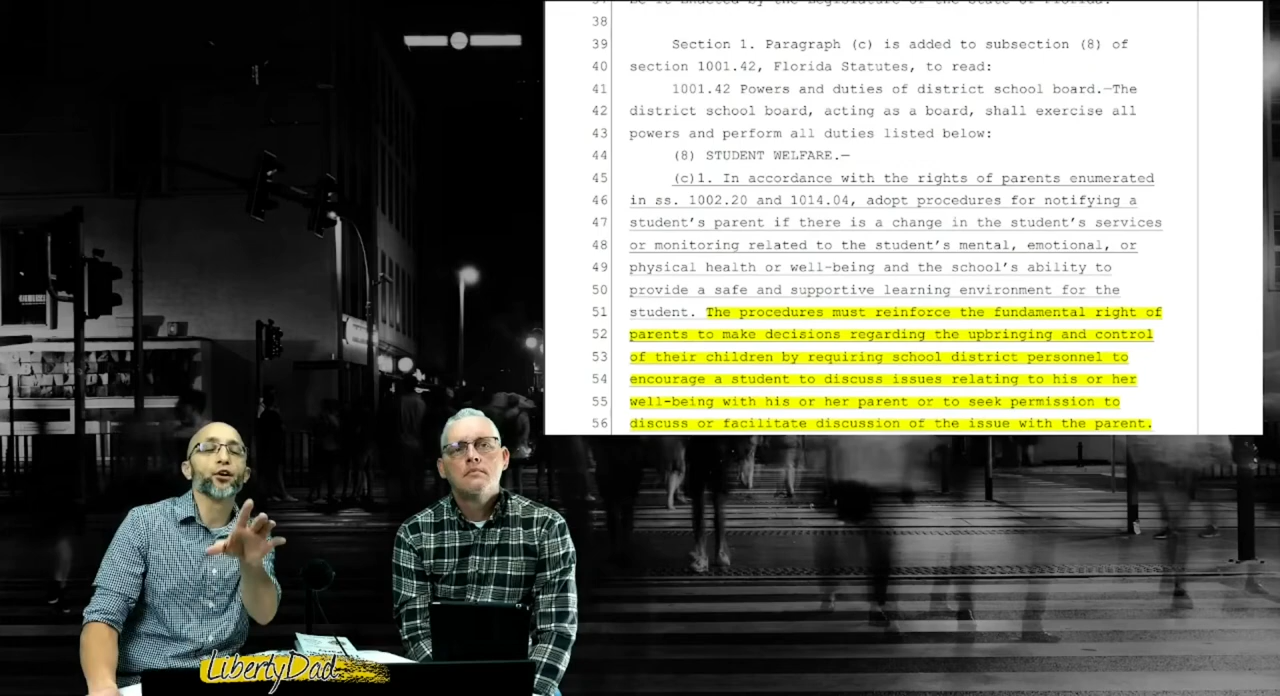 38
39 Section 1. Paragraph (c) is added to subsection (8) of
40 section 1001.42, Florida Statutes, to read:
41 1001.42 Powers and duties of district school board.—The
42 district school board, acting as a board, shall exercise all
43 powers and perform all duties listed below:
44 (8) STUDENT WELFARE.—
45 (c)1. In accordance with the rights of parents enumerated
46 in ss. 1002.20 and 1014.04, adopt procedures for notifying a
47 student's parent if there is a change in the student's services
48 or monitoring related to the student's mental, emotional, or
49 physical health or well-being and the school's ability to
50 provide a safe and supportive learning environment for the
51 student. The procedures must reinforce the fundamental right of
52 parents to make decisions regarding the upbringing and control
53 of their children by requiring school district personnel to
54 encourage a student to discuss issues relating to his or her
55 well-being with his or her parent or to seek permission to
56 discuss or facilitate discussion of the issue with the parent.
LibertyDad